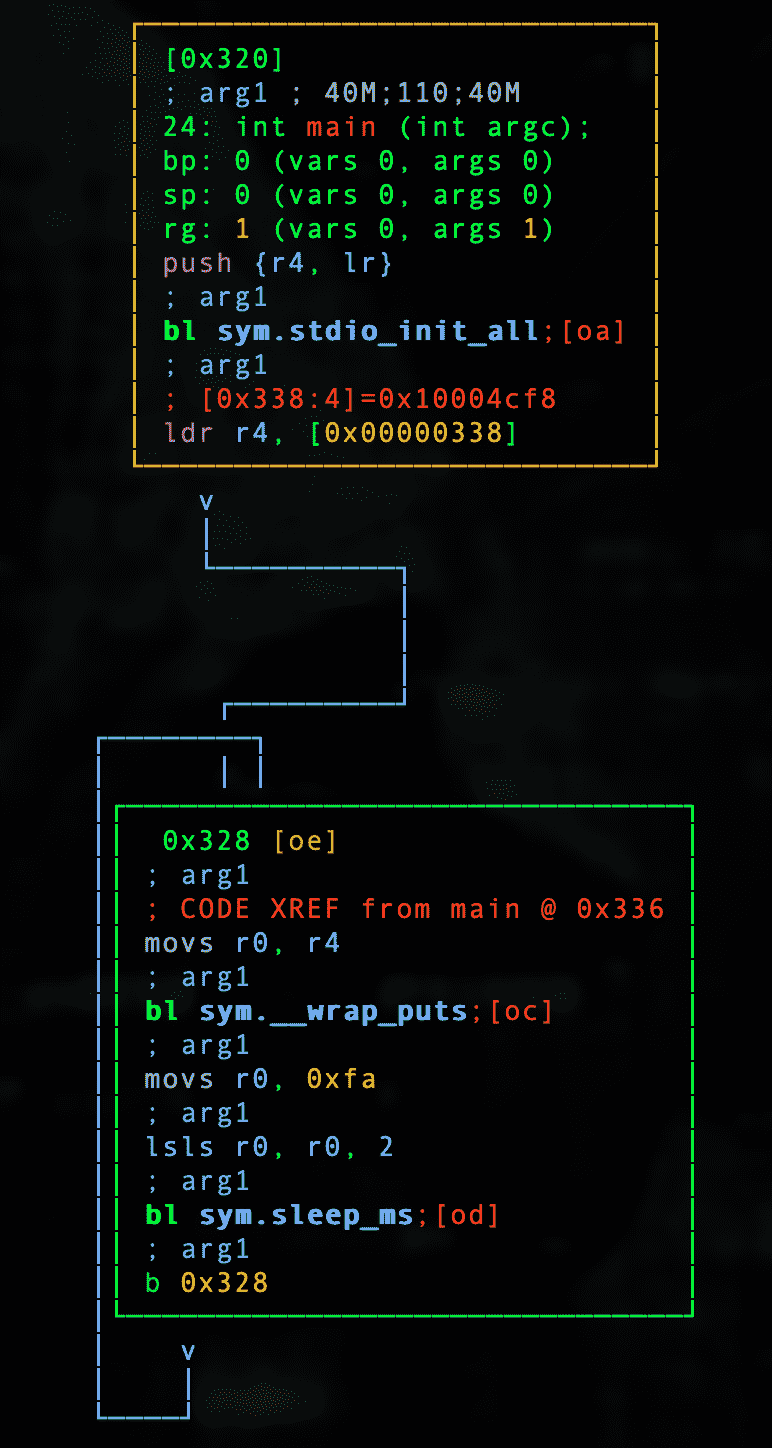 [0x320]
; arg1 ; 40M;110;40M
24: int main (int argc);
bp: 0 (vars 0, args 0)
sp: 0 (vars 0, args 0)
rg: 1 (vars 0, args 1)
push {r4, lr}
; arg1
bl sym.stdio_init_all;[oa]
; arg1
; [0x338:4]=0x10004cf8
ldr r4, [0x00000338]
v
0x328 [oe]
; arg1
; CODE XREF from main @ 0x336
movs r0, r4
; arg1
bl sym.__wrap_puts;[oc]
; arg1
movs r0, 0xfa
; arg1
lsls r0, r0, 2
; arg1
bl sym.sleep_ms;[od]
; arg1
b 0x328
v